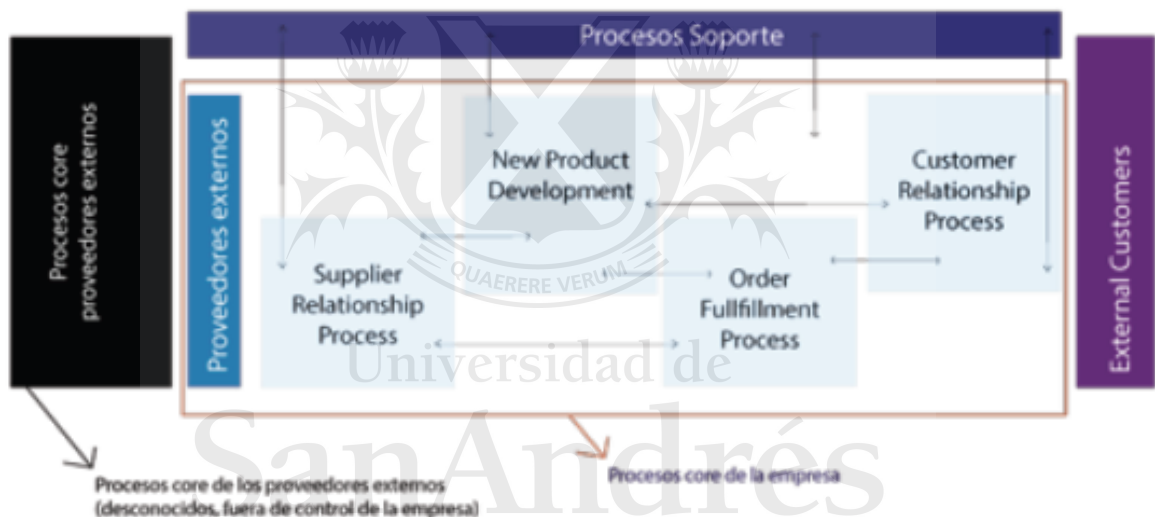 Procesos Soporte
Procesos core
proveedores externos
Proveedores externos
New Product
Development
Customer
Relationship
Process
Supplier
Relationship
Process
Order
Fullfillment
Process
External Customers
QUAERERE VERUM
Universidad de
SanAndrés
Procesos core de los proveedores externos
(desconocidos, fuera de control de la empresa)
Procesos core de la empresa